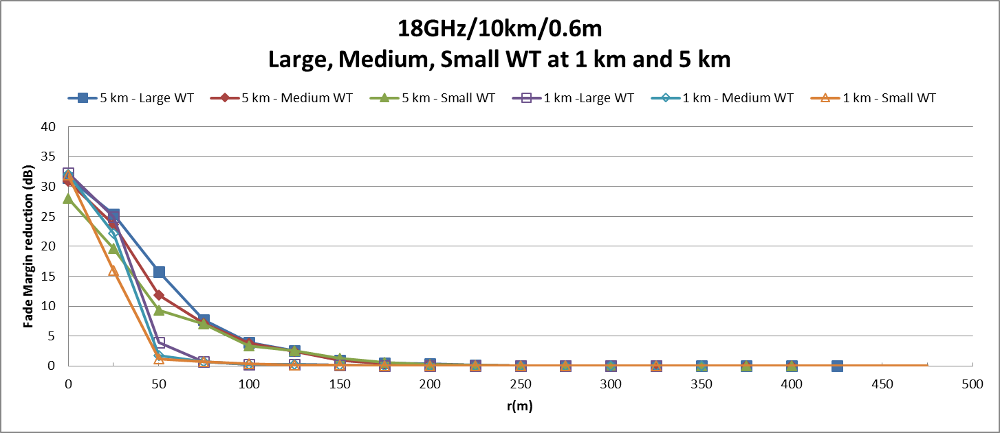 18GHz/10km/0.6m
Large, Medium, Small WT at 1 km and 5 km
5 km - Large WT 5 km - Medium WT 5 km - Small WT 1 km -Large WT 1 km - Medium WT 1 km - Small WT
40
35
30
25
20
15
10
5
0
Fade Margin reduction (dB)
0 50 100 150 200 250 300 350 400 450 500
r(m)